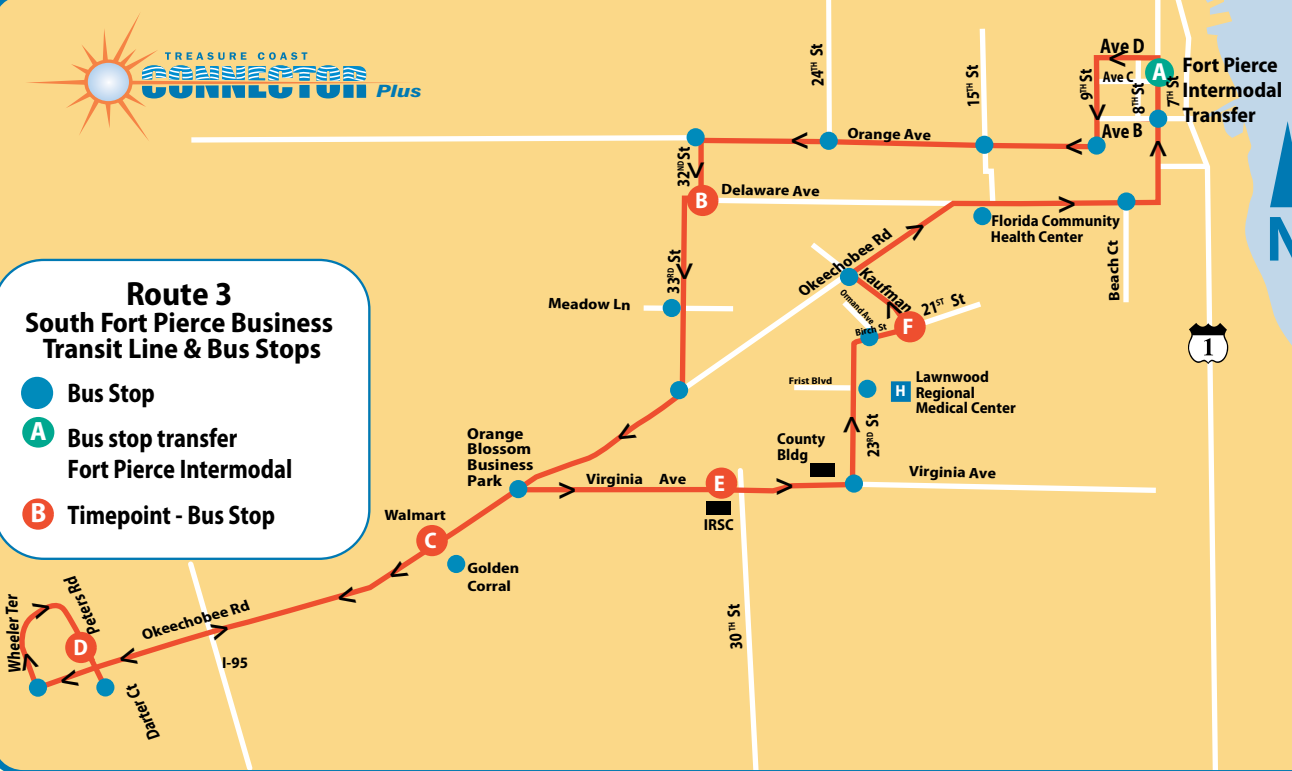 TREASURE COAST
CONNECTOR Plus
24TH St
15TH St
Ave D
Ave C
9TH St
8TH St
7TH St
Ave B
A
Fort Pierce
Intermodal
Transfer
Orange Ave
32ND St
B
Delaware Ave
Florida Community
Health Center
Beach Ct
N
33RD St
Meadow Ln
Okeechobee Rd
Kaufman
Ormand Ave
Birch St
F
21ST St
1
Route 3
South Fort Pierce Business
Transit Line & Bus Stops
Bus Stop
A
Bus stop transfer
Fort Pierce Intermodal
B
Timepoint - Bus Stop
Frist Blvd
H
Lawnwood
Regional
Medical Center
23RD St
County
Bldg
Orange
Blossom
Business
Park
Virginia Ave
E
IRSC
Virginia Ave
Walmart
C
Golden
Corral
30TH St
Wheeler Ter
Peters Rd
D
Okeechobee Rd
I-95
Darter Ct